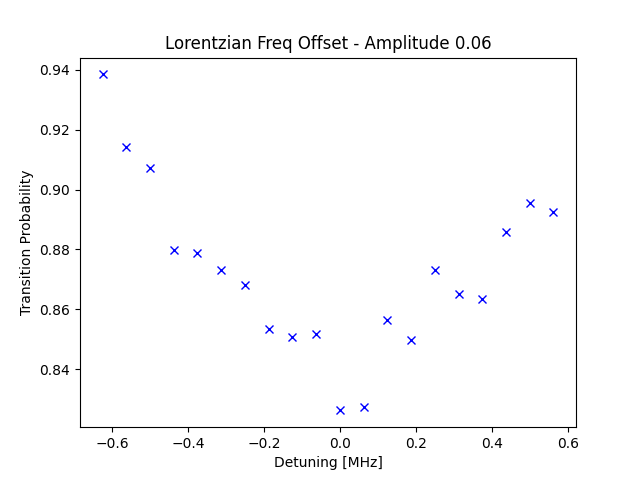 Lorentzian Freq Offset - Amplitude 0.06
0.94
0.92
0.90
0.88
0.86
0.84
Transition Probability
−0.6 −0.4 −0.2 0.0 0.2 0.4 0.6
Detuning [MHz]